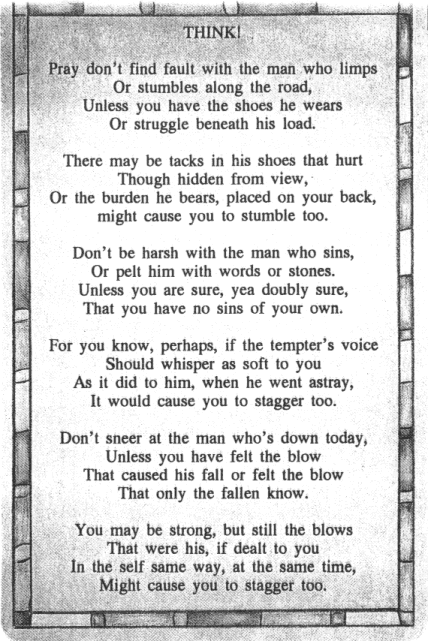 THINK!
Pray don't find fault with the man who limps
Or stumbles along the road,
Unless you have the shoes he wears
Or struggle beneath his load.
There may be tacks in his shoes that hurt
Though hidden from view,
Or the burden he bears, placed on your back,
might cause you to stumble too.
Don't be harsh with the man who sins,
Or pelt him with words or stones.
Unless you are sure, yea doubly sure,
That you have no sins of your own.
For you know, perhaps, if the tempter's voice
Should whisper as soft to you
As it did to him, when he went astray,
It would cause you to stagger too.
Don't sneer at the man who's down today,
Unless you have felt the blow
That caused his fall or felt the blow
That only the fallen know.
You may be strong, but still the blows
That were his, if dealt to you
In the self same way, at the same time,
Might cause you to stagger too.